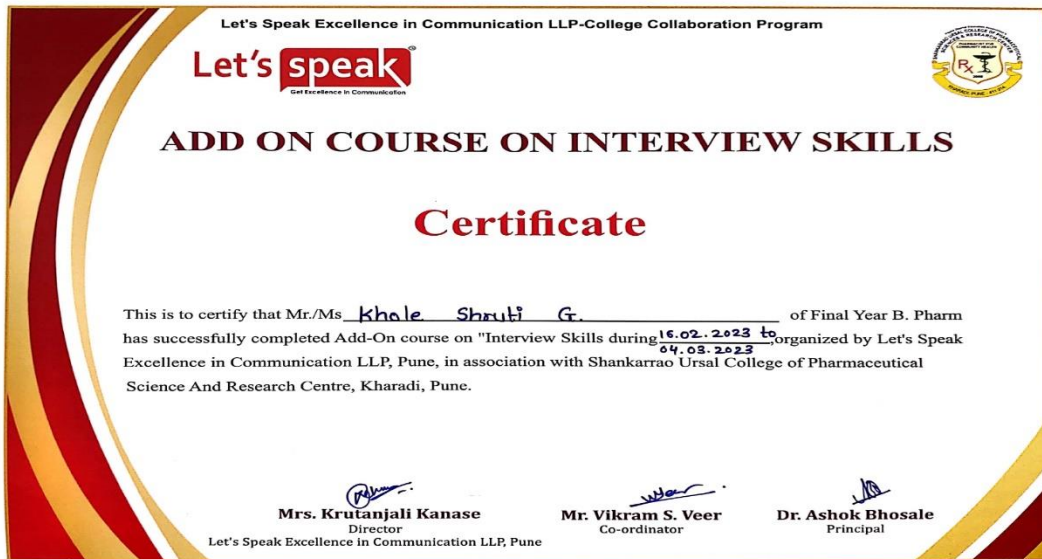 Let's Speak Excellence in Communication LLP-College Collaboration Program
Let's speak
Get Excellence in Communication
ADD ON COURSE ON INTERVIEW SKILLS
Certificate
This is to certify that Mr./Ms Khale Shruti G. of Final Year B. Pharm
has successfully completed Add-On course on "Interview Skills during 16.02.2023 to 04.03.2023, organized by Let's Speak
Excellence in Communication LLP, Pune, in association with Shankarrao Ursal College of Pharmaceutical
Science And Research Centre, Kharadi, Pune.
Mrs. Krutanjali Kanase
Director
Let's Speak Excellence in Communication LLP, Pune
Mr. Vikram S. Veer
Co-ordinator
Dr. Ashok Bhosale
Principal